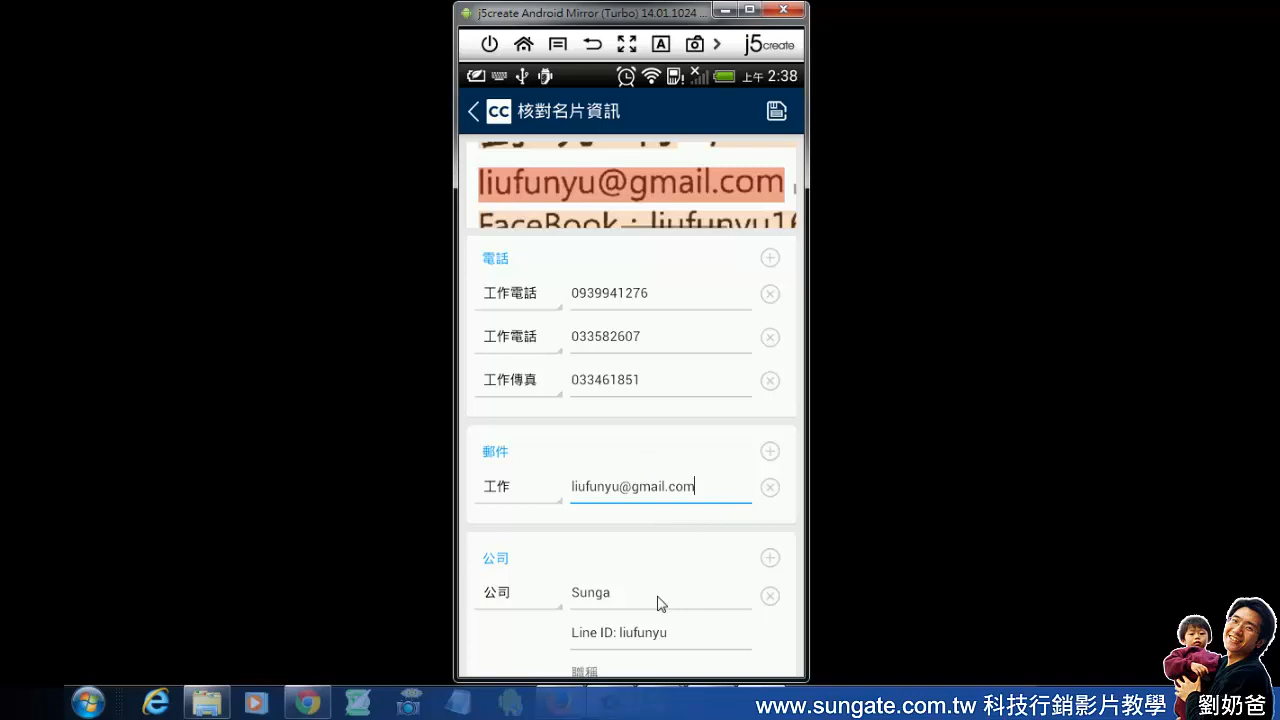 j5create Android Mirror (Turbo) 14.01.1024 ...
A
j5create
上午 2:38
CC 核對名片資訊
liufunyu@gmail.com
FaceBook : liufunyu16
電話
工作電話 0939941276
工作電話 033582607
工作傳真 033461851
郵件
工作 liufunyu@gmail.com
公司
公司 Sunga
Line ID: liufunyu
職稱
www.sungate.com.tw 科技行銷影片教學 劉奶爸